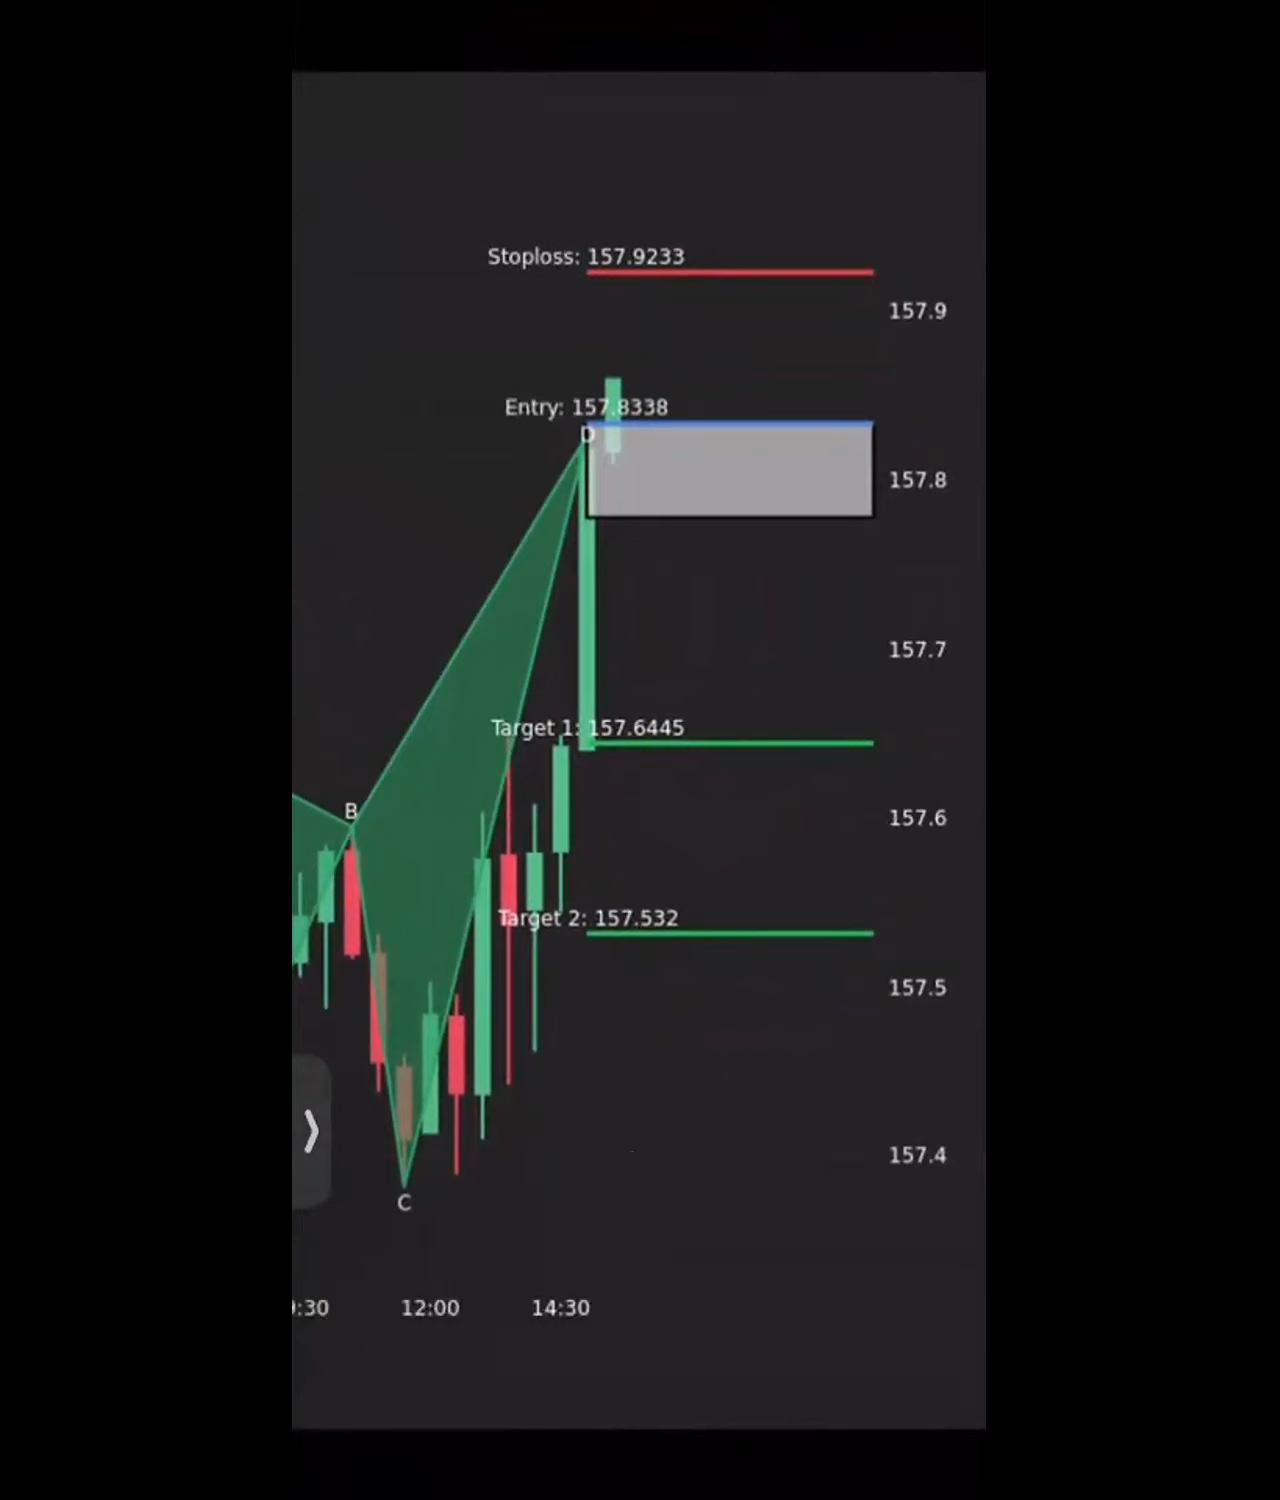 Stoploss: 157.9233
157.9
Entry: 157.8338
D
157.8
157.7
Target 1: 157.6445
B
157.6
Target 2: 157.532
157.5
157.4
C
:30
12:00
14:30